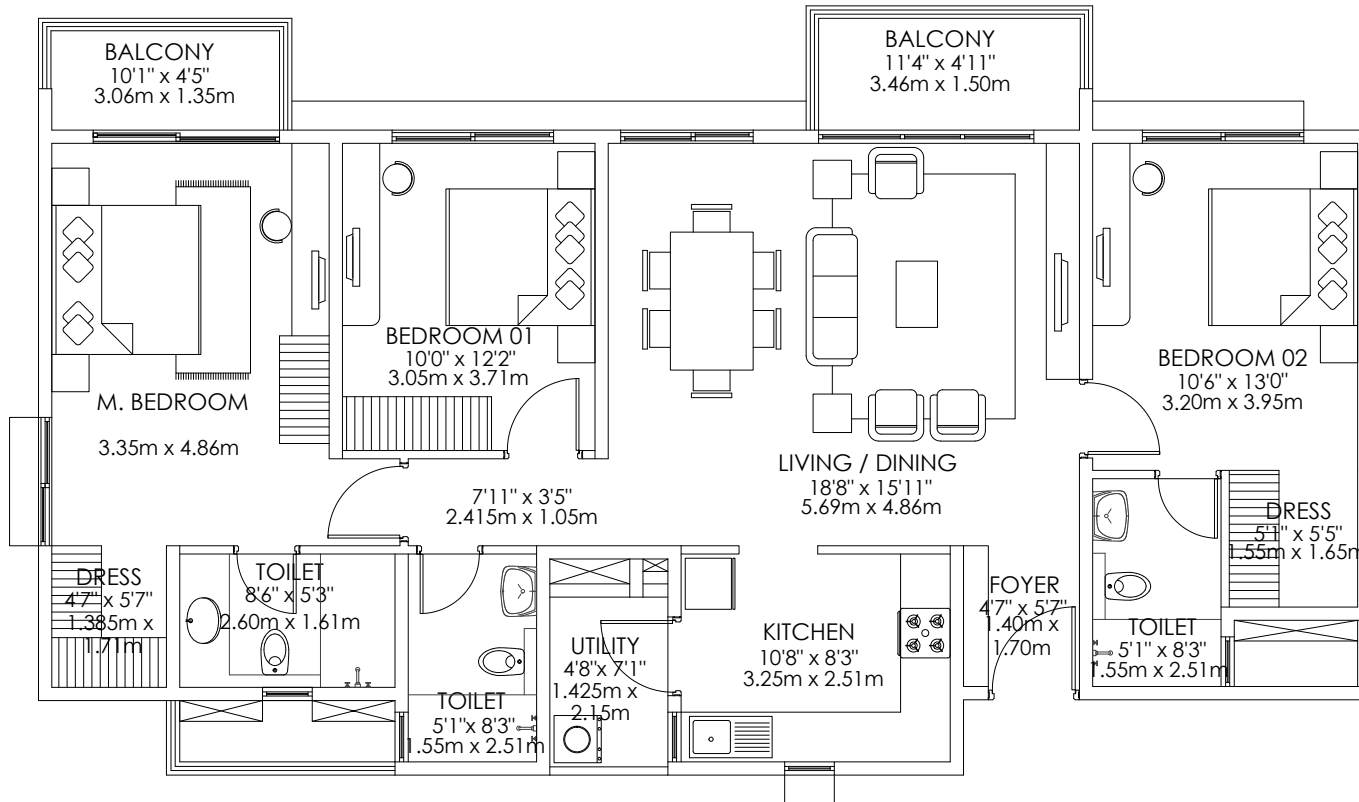 BALCONY
10'1" x 4'5"
3.06m x 1.35m
BALCONY
11'4" x 4'11"
3.46m x 1.50m
M. BEDROOM
3.35m x 4.86m
BEDROOM 01
10'0" x 12'2"
3.05m x 3.71m
7'11" x 3'5"
2.415m x 1.05m
LIVING / DINING
18'8" x 15'11"
5.69m x 4.86m
BEDROOM 02
10'6" x 13'0"
3.20m x 3.95m
DRESS
5'1" x 5'5"
1.55m x 1.65m
DRESS
4'7" x 5'7"
1.385m x
1.71m
TOILET
8'6" x 5'3"
2.60m x 1.61m
TOILET
5'1"x 8'3"
1.55m x 2.51m
UTILITY
4'8"x 7'1"
1.425m x
2.15m
KITCHEN
10'8" x 8'3"
3.25m x 2.51m
FOYER
4'7" x 5'7"
1.40m x
1.70m
TOILET
5'1" x 8'3"
1.55m x 2.51m